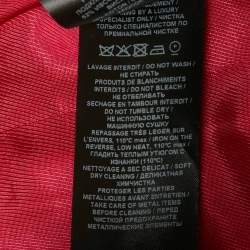 CLEANED BY A LUXURY
SPECIALIST ONLY / ЧИСТКА
ТОЛЬКО ПО
ПРЕМИАЛЬНОЙ ЧИСТКЕ
LAVAGE INTERDIT / DO NOT WASH /
НЕ СТИРАТЬ
PRODUITS DE BLANCHIMENTS
INTERDITS / DO NOT BLEACH /
НЕ ОТБЕЛИВАТЬ
SECHAGE EN TAMBOUR INTERDIT /
DO NOT TUMBLE DRY /
НЕ ИСПОЛЬЗОВАТЬ
МАШИННУЮ СУШКУ
REPASSAGE TRÈS LEGER SUR
L'ENVERS, 110°C max / IRON ON THE
REVERSE, LOW HEAT, 110°C max /
ГЛАДИТЬ ТЕПЛЫМ УТЮГОМ С
ИЗНАНКИ (110°C)
NETTOYAGE A SEC DELICAT / SOFT
DRY CLEANING / ДЕЛИКАТНАЯ
ХИМЧИСТКА
PROTEGER LES PARTIES
METALLIQUES AVANT ENTRETIEN /
TAKE CARE OF METAL ITEMS
BEFORE CLEANING / ПЕРЕД
ЧИСТКОЙ ПРЕДОХРАНИТЕ
МЕТАЛЛИЧЕСКИЕ ЭЛЕМЕНТЫ